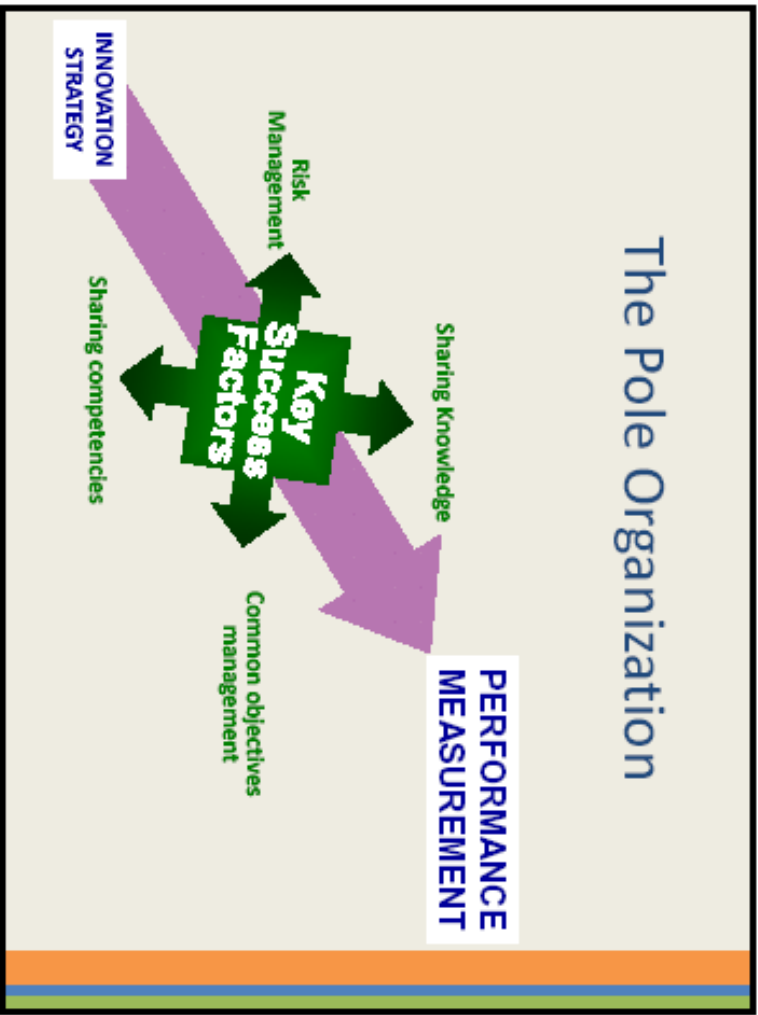 The Pole Organization
PERFORMANCE
MEASUREMENT
Sharing Knowledge
Risk
Management
Key
Success
Factors
Common objectives
management
Sharing competencies
INNOVATION
STRATEGY